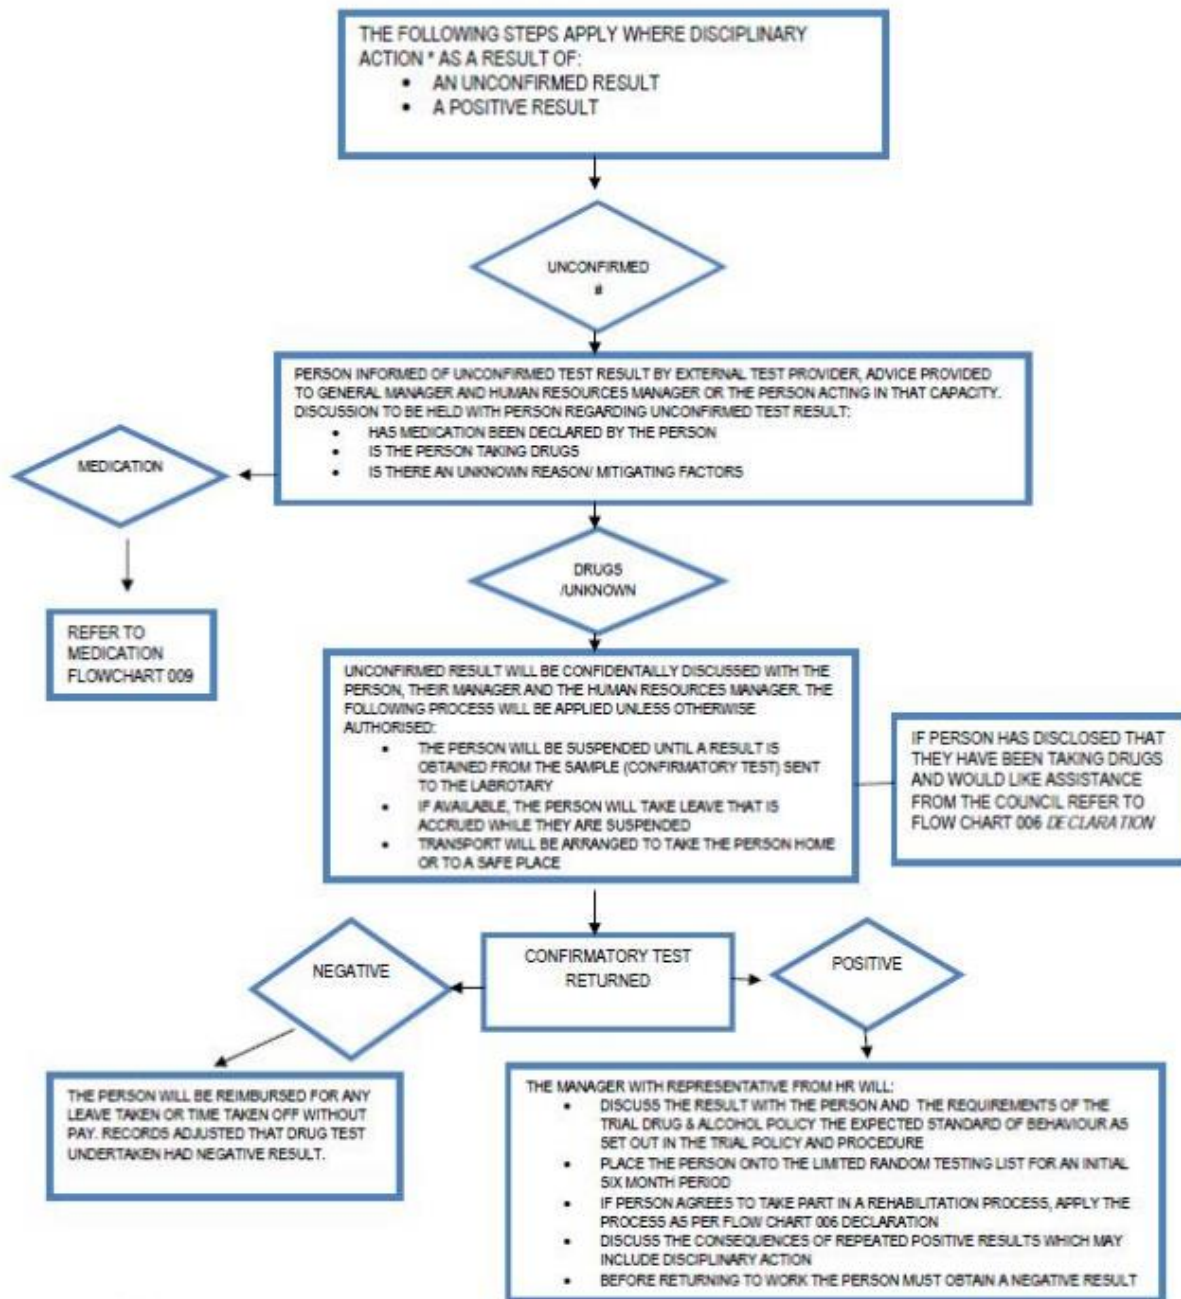 THE FOLLOWING STEPS APPLY WHERE DISCIPLINARY
ACTION * AS A RESULT OF:
• AN UNCONFIRMED RESULT
• A POSITIVE RESULT
UNCONFIRMED
#
PERSON INFORMED OF UNCONFIRMED TEST RESULT BY EXTERNAL TEST PROVIDER, ADVICE PROVIDED
TO GENERAL MANAGER AND HUMAN RESOURCES MANAGER OR THE PERSON ACTING IN THAT CAPACITY.
DISCUSSION TO BE HELD WITH PERSON REGARDING UNCONFIRMED TEST RESULT:
• HAS MEDICATION BEEN DECLARED BY THE PERSON
• IS THE PERSON TAKING DRUGS
• IS THERE AN UNKNOWN REASON/ MITIGATING FACTORS
MEDICATION
REFER TO
MEDICATION
FLOWCHART 009
DRUGS
/UNKNOWN
UNCONFIRMED RESULT WILL BE CONFIDENTAILLY DISCUSSED WITH THE
PERSON, THEIR MANAGER AND THE HUMAN RESOURCES MANAGER. THE
FOLLOWING PROCESS WILL BE APPLIED UNLESS OTHERWISE
AUTHORISED:
• THE PERSON WILL BE SUSPENDED UNTIL A RESULT IS
OBTAINED FROM THE SAMPLE (CONFIRMATORY TEST) SENT
TO THE LABROTARY
• IF AVAILABLE, THE PERSON WILL TAKE LEAVE THAT IS
ACCRUED WHILE THEY ARE SUSPENDED
• TRANSPORT WILL BE ARRANGED TO TAKE THE PERSON HOME
OR TO A SAFE PLACE
IF PERSON HAS DISCLOSED THAT
THEY HAVE BEEN TAKING DRUGS
AND WOULD LIKE ASSISTANCE
FROM THE COUNCIL REFER TO
FLOW CHART 006 DECLARATION
CONFIRMATORY TEST
RETURNED
NEGATIVE
POSITIVE
THE PERSON WILL BE REIMBURSED FOR ANY
LEAVE TAKEN OR TIME TAKEN OFF WITHOUT
PAY. RECORDS ADJUSTED THAT DRUG TEST
UNDERTAKEN HAD NEGATIVE RESULT.
THE MANAGER WITH REPRESENTATIVE FROM HR WILL:
• DISCUSS THE RESULT WITH THE PERSON AND THE REQUIREMENTS OF THE
TRIAL DRUG & ALCOHOL POLICY THE EXPECTED STANDARD OF BEHAVIOUR AS
SET OUT IN THE TRIAL POLICY AND PROCEDURE
• PLACE THE PERSON ONTO THE LIMITED RANDOM TESTING LIST FOR AN INITIAL
SIX MONTH PERIOD
• IF PERSON AGREES TO TAKE PART IN A REHABILITATION PROCESS, APPLY THE
PROCESS AS PER FLOW CHART 006 DECLARATION
• DISCUSS THE CONSEQUENCES OF REPEATED POSITIVE RESULTS WHICH MAY
INCLUDE DISCIPLINARY ACTION
• BEFORE RETURNING TO WORK THE PERSON MUST OBTAIN A NEGATIVE RESULT